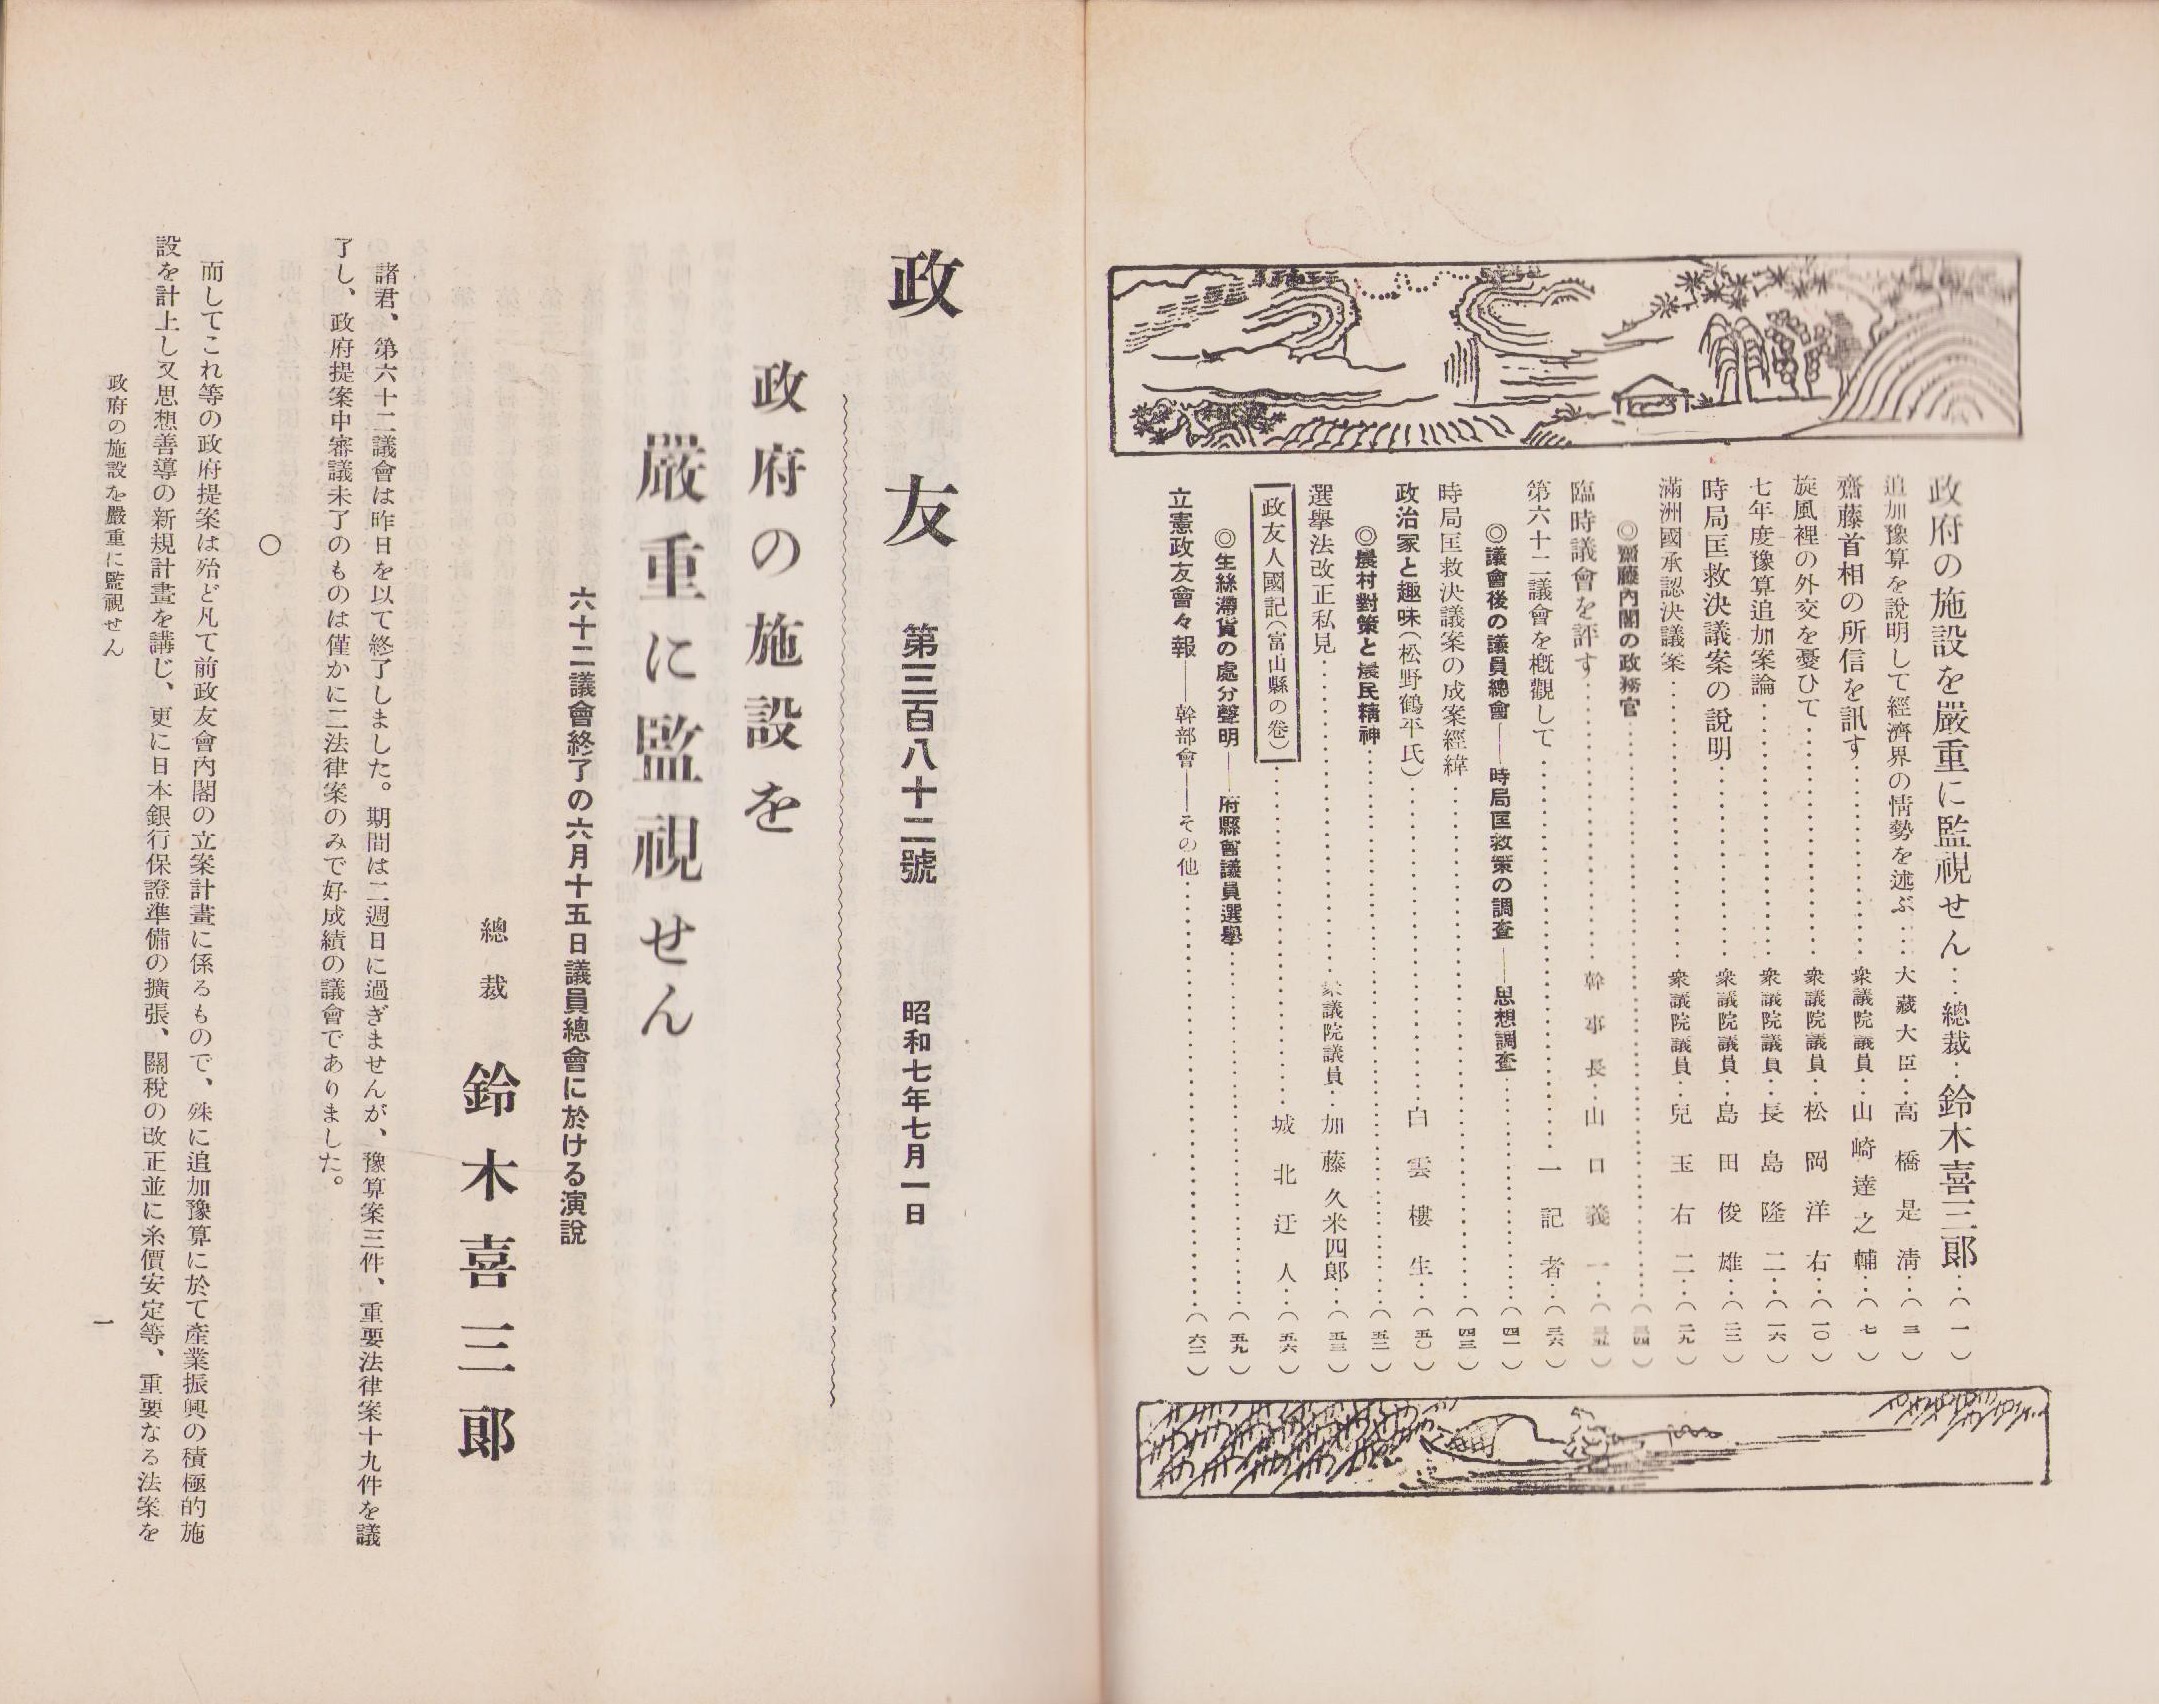 政府の施設を嚴重に監視せん…總裁…鈴木喜三郎…(一)
追加豫算を說明して經濟界の情勢を述ぶ…大藏大臣…高橋是淸…(三)
齋藤首相の所信を訊す…衆議院議員…山崎達之輔…(七)
旋風裡の外交を憂ひて…衆議院議員…松岡洋右…(一〇)
七年度豫算追加案論…衆議院議員…長島隆二…(一六)
時局匡救決議案の說明…衆議院議員…島田俊雄…(二二)
滿洲國承認決議案…衆議院議員…兒玉右二…(二九)
◎齋藤內閣の政務官…(三四)
臨時議會を評す…幹事長…山口義一…(三五)
第六十二議會を槪觀して…一記者…(三六)
◎議會後の議員總會――時局匡救策の調査――思想調査…(四一)
時局匡救決議案の成案經緯…(四三)
政治家と趣味(松野鶴平氏)…白雲樓生…(五〇)
◎農村對策と農民精神…(五二)
選擧法改正私見…衆議院議員…加藤久米四郞…(五三)
政友人國記(富山縣の卷)…城北迂人…(五六)
◎生絲滯貨の處分聲明――府縣會議員選擧…(五九)
立憲政友會々報――幹部會――その他…(六二)
政友 第三百八十二號 昭和七年七月一日
政府の施設を
嚴重に監視せん
六十二議會終了の六月十五日議員總會に於ける演說
總裁 鈴木喜三郞
諸君、第六十二議會は昨日を以て終了しました。期間は二週日に過ぎませんが、豫算案三件、重要法律案十九件を議
了し、政府提案中審議未了のものは僅かに二法律案のみで好成績の議會でありました。
○
而してこれ等の政府提案は殆ど凡て前政友會內閣の立案計畫に係るもので、殊に追加豫算に於て產業振興の積極的施
設を計上し又思想善導の新規計畫を講じ、更に日本銀行保證準備の擴張、關稅の改正並に糸價安定等、重要なる法案を
政府の施設を嚴重に監視せん
一